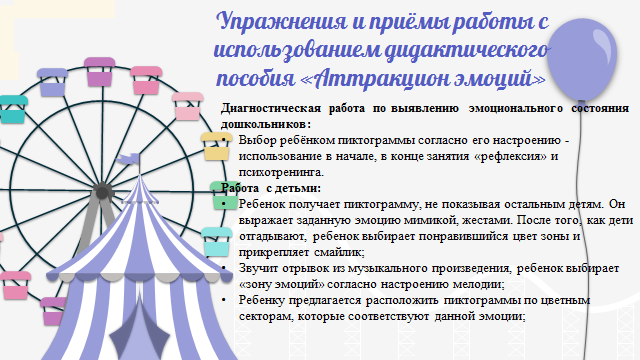 Упражнения и приёмы работы с
использованием дидактического
пособия «Аттракцион эмоций»
Диагностическая работа по выявлению эмоционального состояния
дошкольников:
• Выбор ребёнком пиктограммы согласно его настроению -
использование в начале, в конце занятия «рефлексия» и
психотренинга.
Работа с детьми:
• Ребенок получает пиктограмму, не показывая остальным детям. Он
выражает заданную эмоцию мимикой, жестами. После того, как дети
отгадывают, ребенок выбирает понравившийся цвет зоны и
прикрепляет смайлик;
• Звучит отрывок из музыкального произведения, ребенок выбирает
«зону эмоций» согласно настроению мелодии;
• Ребенку предлагается расположить пиктограммы по цветным
секторам, которые соответствуют данной эмоции;